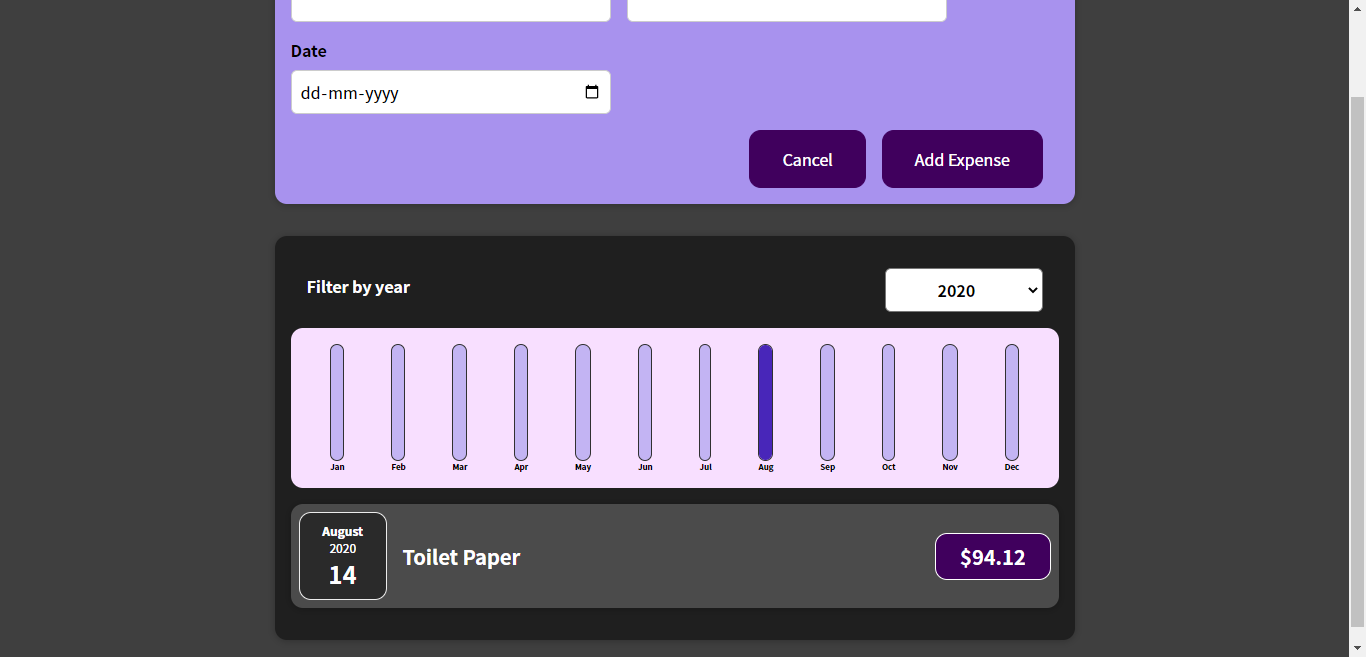 Date
dd-mm-yyyy
Cancel Add Expense
Filter by year 2020
Jan Feb Mar Apr May Jun Jul Aug Sep Oct Nov Dec
August
2020
14
Toilet Paper
$94.12